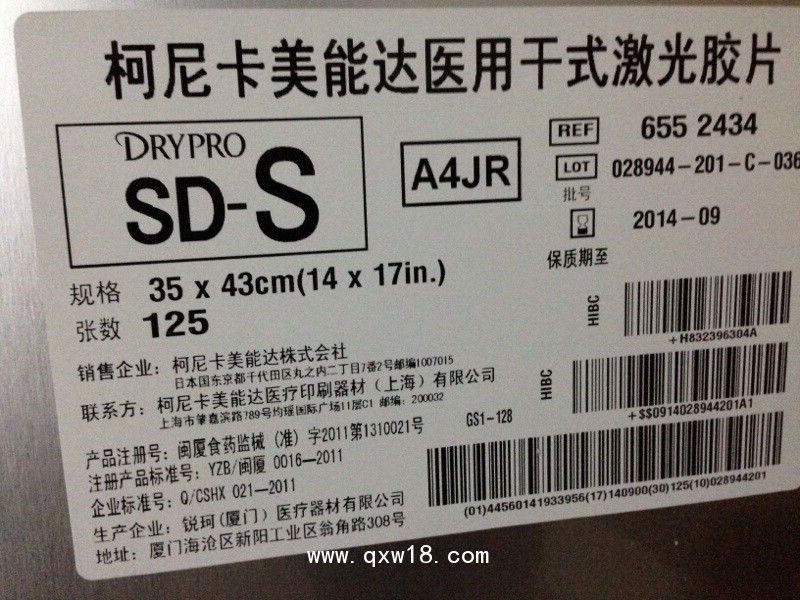 柯尼卡美能达医用干式激光胶片
DRYPRO
SD-S
A4JR
REF 655 2434
LOT 028944-201-C-036
批号
2014-09
保质期至
规格 35 x 43cm(14 x 17in.)
张数 125
HIBC
+H832396304A
HIBC
+$$0914028944201A1
销售企业: 柯尼卡美能达株式会社
日本国东京都千代田区丸之内二丁目7番2号邮编1007015
联系方: 柯尼卡美能达医疗印刷器材(上海)有限公司
上海市肇嘉滨路789号均瑶国际广场11层C1 邮编: 200032
产品注册号: 闽厦食药监械(准)字2011第1310021号
注册产品标准号: YZB/闽厦 0016-2011
企业标准号: Q/CSHX 021-2011
生产企业: 锐珂(厦门)医疗器材有限公司
地址: 厦门海沧区新阳工业区翁角路308号
GS1-128
(01)44560141933956(17)140900(30)125(10)028944201
www.qxw18.com